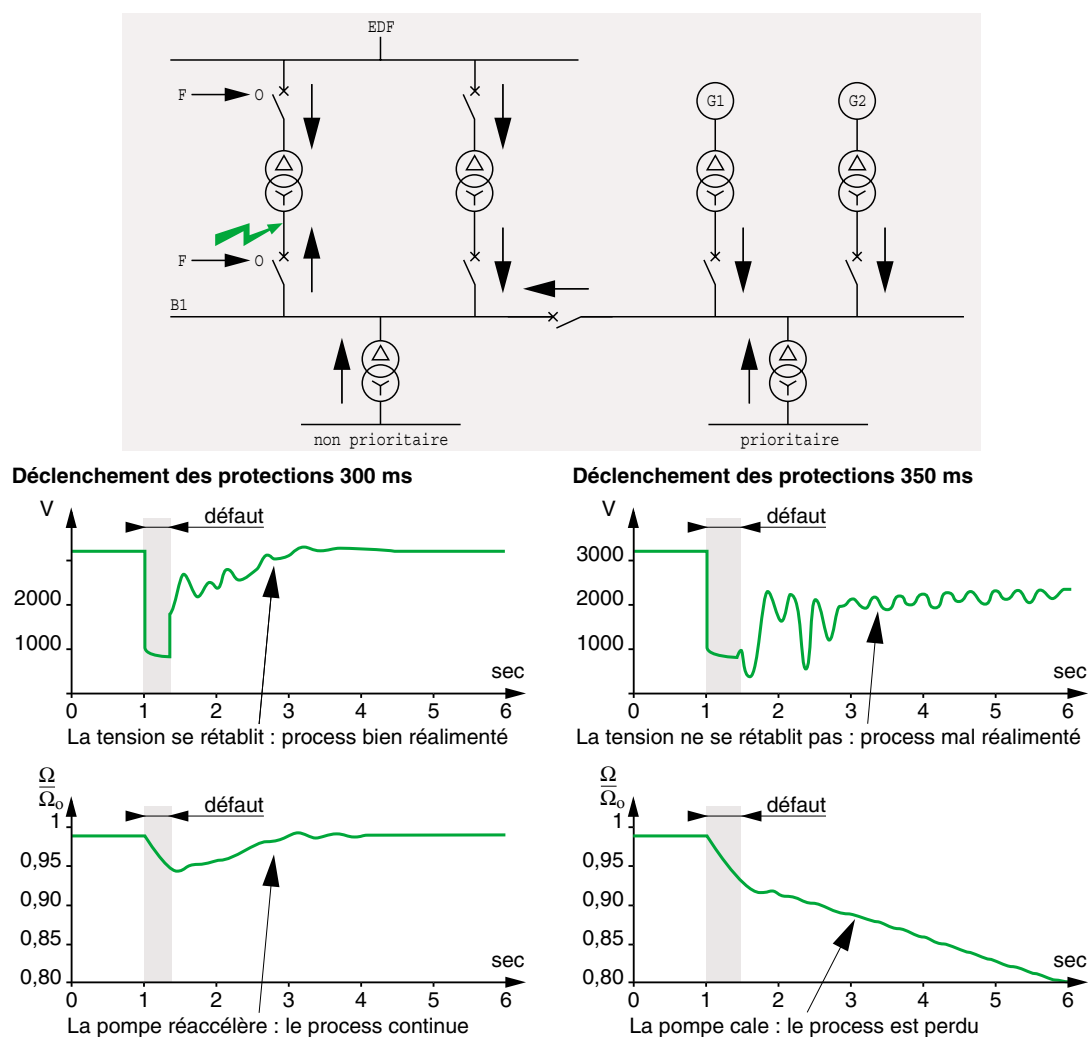 EDF
F O
G1 G2
F O
B1
non prioritaire prioritaire
Déclenchement des protections 300 ms
V
défaut
2000
1000
sec
0 1 2 3 4 5 6
La tension se rétablit : process bien réalimenté
Déclenchement des protections 350 ms
V
défaut
3000
2000
1000
sec
0 1 2 3 4 5 6
La tension ne se rétablit pas : process mal réalimenté
Ω
Ωo
défaut
1
0,95
0,90
0,85
0,80
sec
0 1 2 3 4 5 6
La pompe réaccélère : le process continue
Ω
Ωo
défaut
1
0,95
0,90
0,85
0,80
sec
0 1 2 3 4 5 6
La pompe cale : le process est perdu